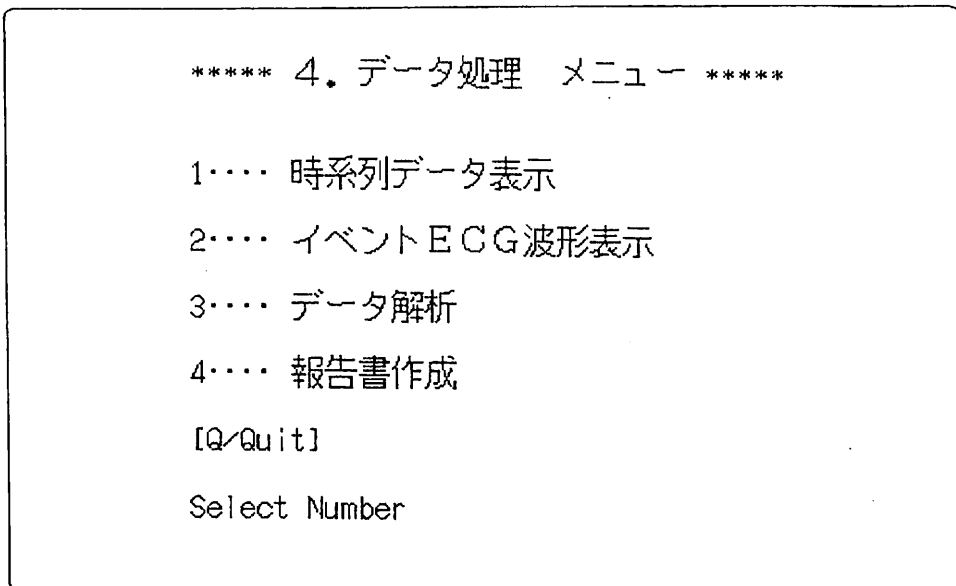 ***** 4. データ処理　メニュー *****
1‥‥ 時系列データ表示
2‥‥ イベントＥＣＧ波形表示
3‥‥ データ解析
4‥‥ 報告書作成
[Q/Quit]
Select Number